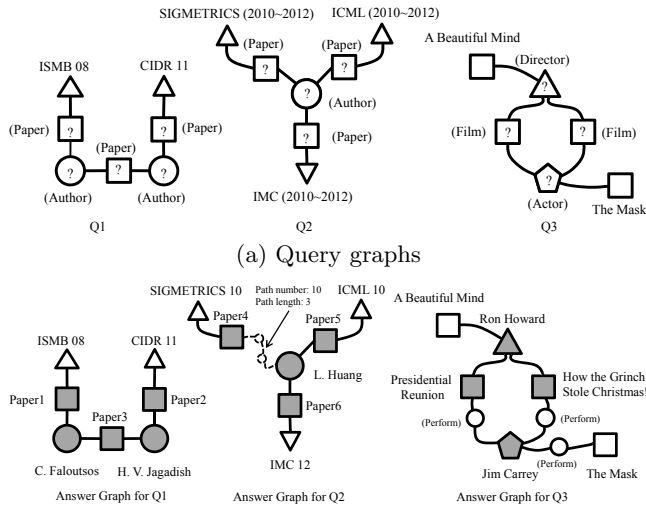 SIGMETRICS (2010~2012)
ICML (2010~2012)
ISMB 08
CIDR 11
(Paper)
(Paper)
?
?
A Beautiful Mind
(Director)
?
?
?
?
(Author)
(Paper)
(Paper)
(Paper)
?
(Paper)
(Film)
?
?
(Film)
?
?
?
(Author)
(Author)
IMC (2010~2012)
?
(Actor)
The Mask
Q1
Q2
Q3
(a) Query graphs
SIGMETRICS 10
Path number: 10
Path length: 3
ICML 10
Paper4
Paper5
A Beautiful Mind
Ron Howard
ISMB 08
CIDR 11
L. Huang
Presidential
Reunion
How the Grinch
Stole Christmas!
Paper1
Paper3
Paper2
Paper6
(Perform)
(Perform)
(Perform)
C. Faloutsos
H. V. Jagadish
IMC 12
Jim Carrey
The Mask
Answer Graph for Q1
Answer Graph for Q2
Answer Graph for Q3